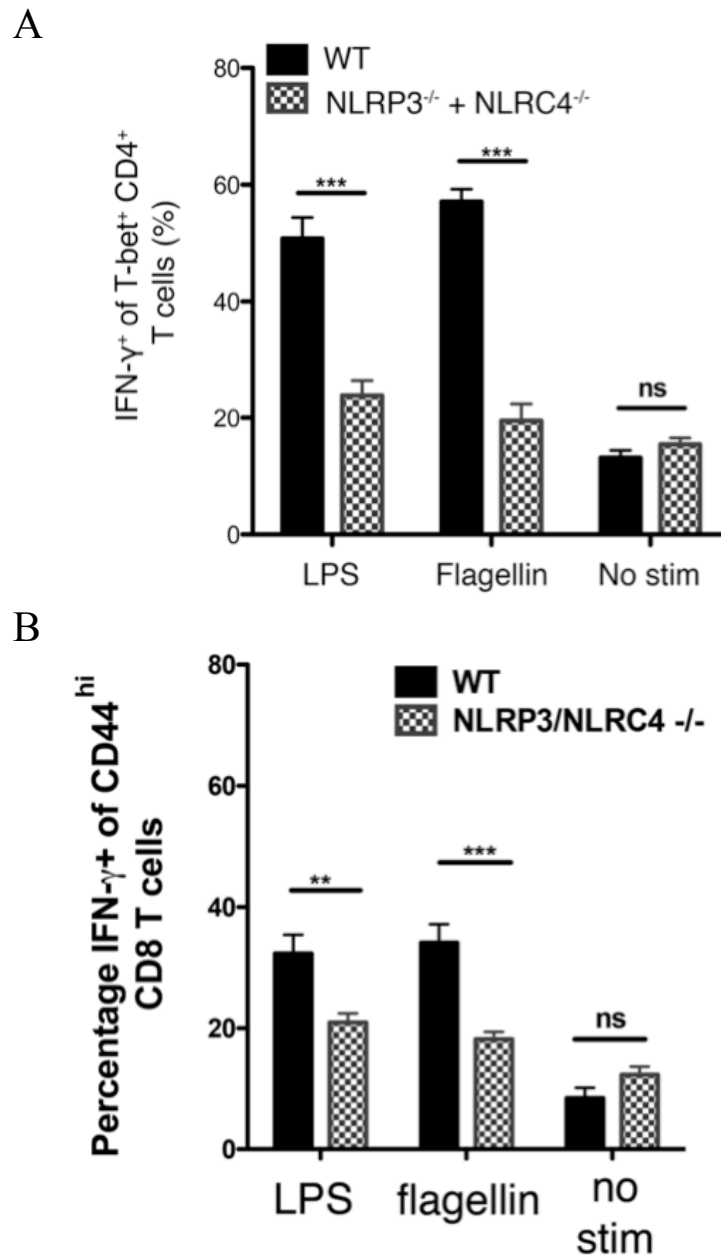 A
80
60
40
20
0
IFN-γ⁺ of T-bet⁺ CD4⁺
T cells (%)
WT
NLRP3⁻/⁻ + NLRC4⁻/⁻
***
***
ns
LPS
Flagellin
No stim
B
80
60
40
20
0
Percentage IFN-γ+ of CD44ʰⁱ
CD8 T cells
WT
NLRP3/NLRC4 -/-
**
***
ns
LPS
flagellin
no
stim